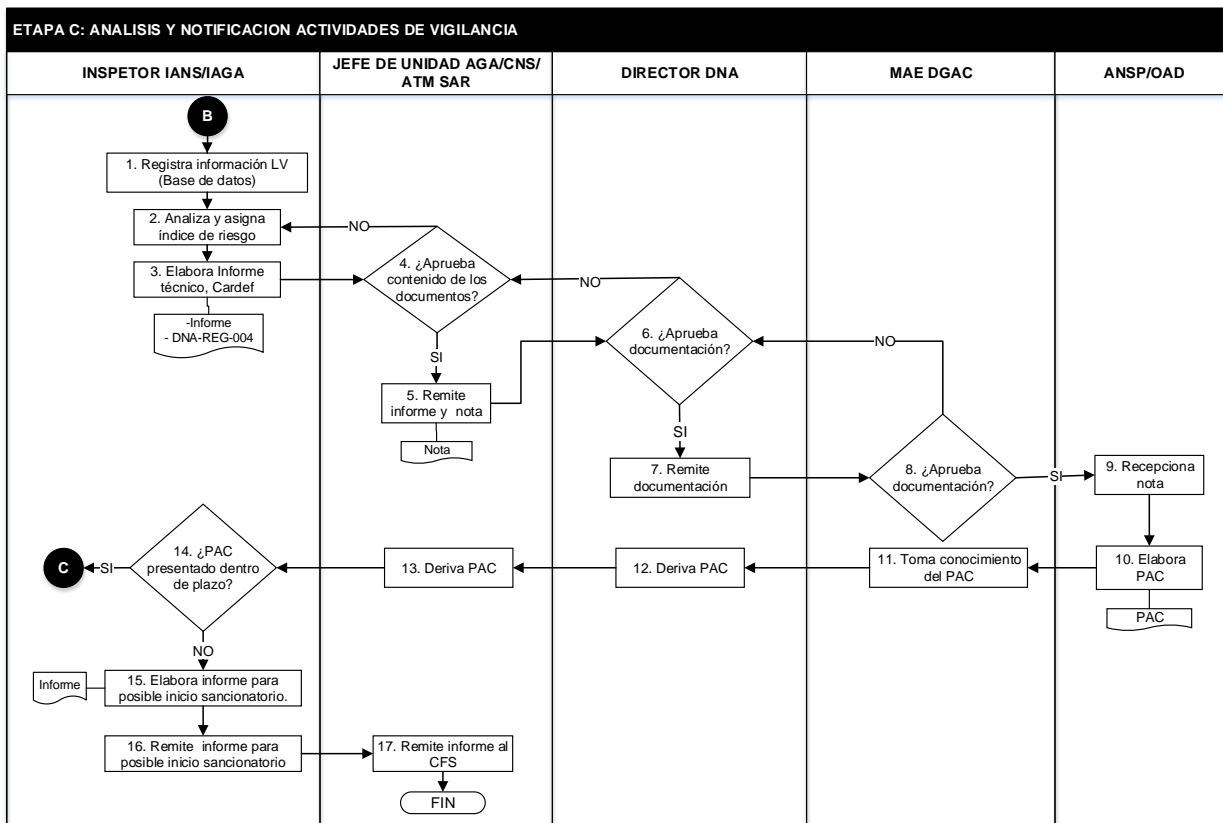 ETAPA C: ANALISIS Y NOTIFICACION ACTIVIDADES DE VIGILANCIA
INSPETOR IANS/IAGA
JEFE DE UNIDAD AGA/CNS/
ATM SAR
DIRECTOR DNA
MAE DGAC
ANSP/OAD
B
1. Registra información LV
(Base de datos)
2. Analiza y asigna
índice de riesgo
NO
3. Elabora Informe
técnico, Cardef
-Informe
- DNA-REG-004
4. ¿Aprueba
contenido de los
documentos?
SI
NO
5. Remite
informe y nota
Nota
6. ¿Aprueba
documentación?
SI
NO
7. Remite
documentación
8. ¿Aprueba
documentación?
SI
9. Recepciona
nota
10. Elabora
PAC
PAC
11. Toma conocimiento
del PAC
12. Deriva PAC
13. Deriva PAC
14. ¿PAC
presentado dentro
de plazo?
SI
C
NO
Informe
15. Elabora informe para
posible inicio sancionatorio.
16. Remite informe para
posible inicio sancionatorio
17. Remite informe al
CFS
FIN